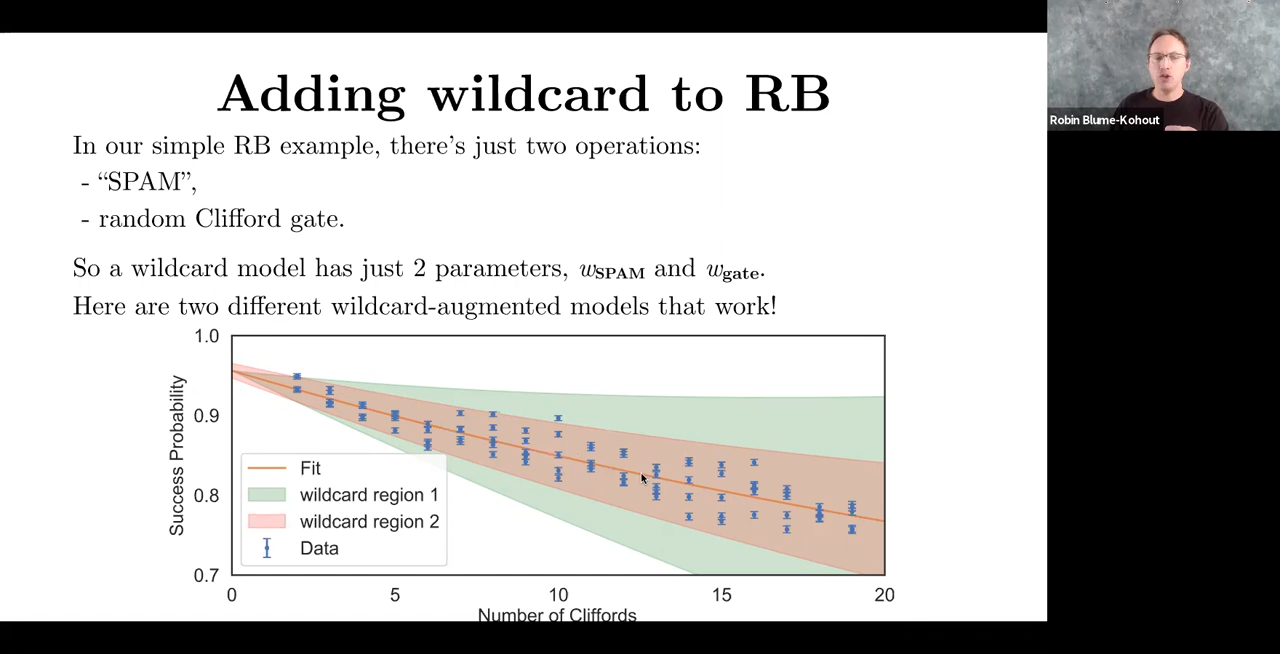 Adding wildcard to RB
In our simple RB example, there's just two operations:
- “SPAM”,
- random Clifford gate.
So a wildcard model has just 2 parameters, wSPAM and wgate.
Here are two different wildcard-augmented models that work!
1.0
0.9
0.8
0.7
Success Probability
Fit
wildcard region 1
wildcard region 2
Data
0 5 10 15 20
Number of Cliffords
Robin Blume-Kohout